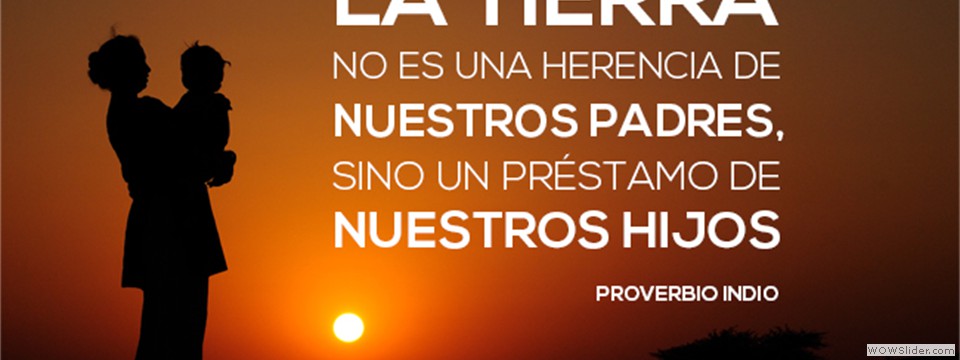 LA TIERRA
NO ES UNA HERENCIA DE
NUESTROS PADRES,
SINO UN PRÉSTAMO DE
NUESTROS HIJOS
PROVERBIO INDIO
WOWSlider.com